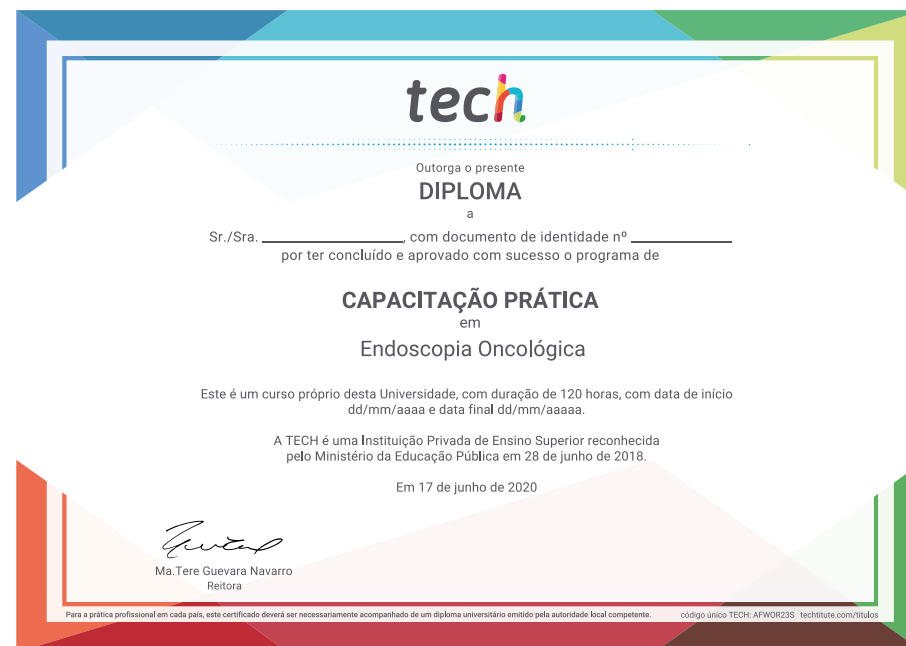 tech
Outorga o presente
DIPLOMA
a
Sr./Sra. ____________________, com documento de identidade nº ______________
por ter concluído e aprovado com sucesso o programa de
CAPACITAÇÃO PRÁTICA
em
Endoscopia Oncológica
Este é um curso próprio desta Universidade, com duração de 120 horas, com data de início
dd/mm/aaaa e data final dd/mm/aaaaa.
A TECH é uma Instituição Privada de Ensino Superior reconhecida
pelo Ministério da Educação Pública em 28 de junho de 2018.
Em 17 de junho de 2020
Ma.Tere Guevara Navarro
Reitora
Para a prática profissional em cada país, este certificado deverá ser necessariamente acompanhado de um diploma universitário emitido pela autoridade local competente. código único TECH: AFWOR23S techtitute.com/titulos